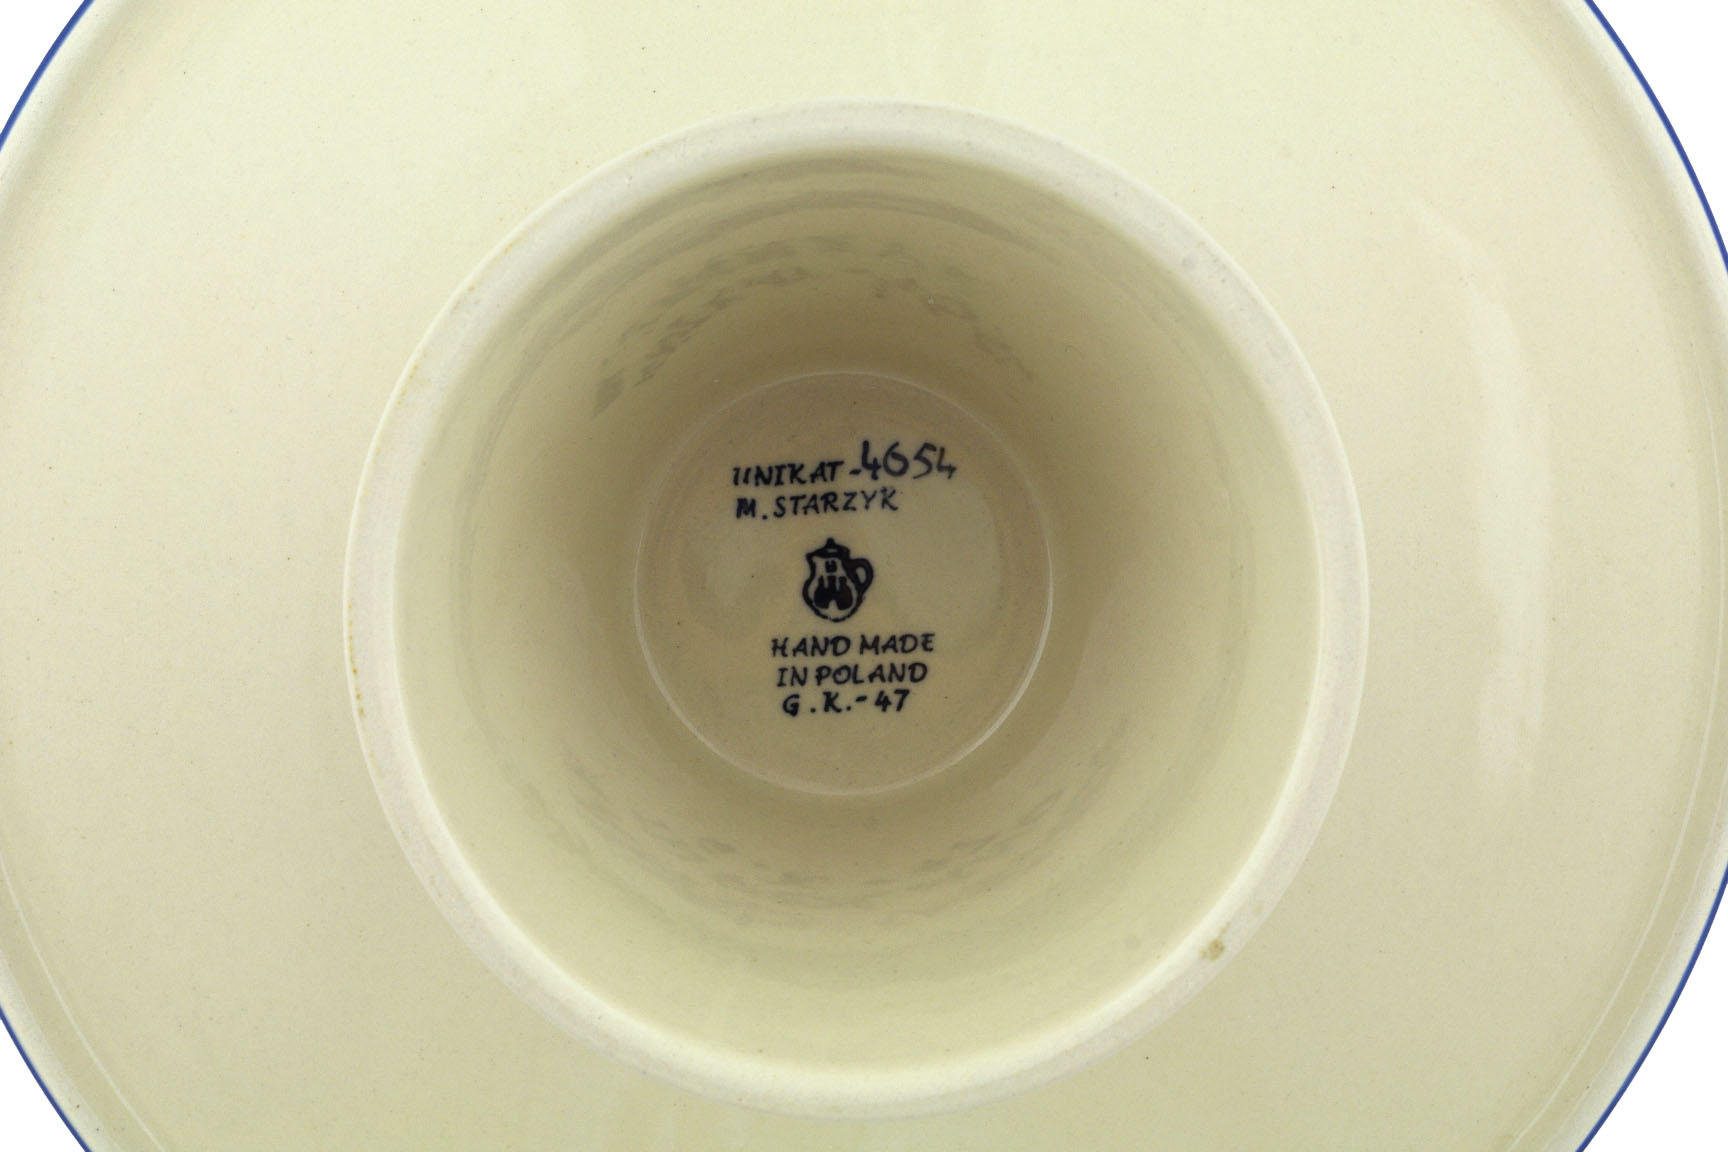 UNIKAT-4654
M. STARZYK
HAND MADE
IN POLAND
G.K.-47